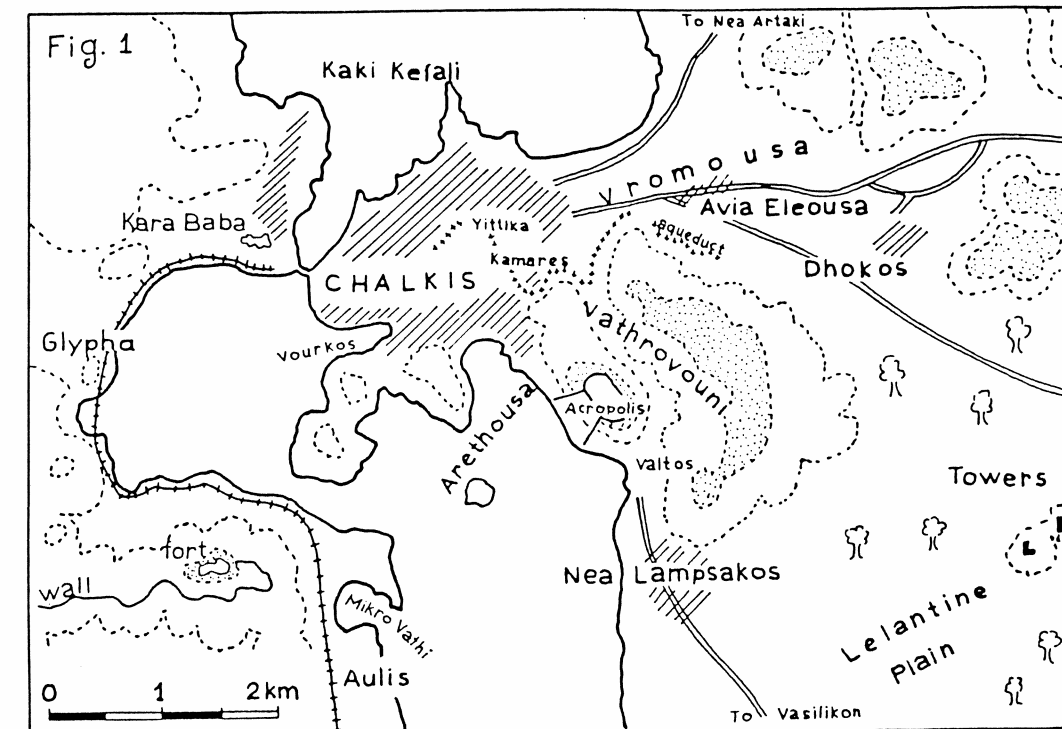 Fig. 1
To Nea Artaki
Kaki Kefali
Vromousa
Kara Baba
Yitika
Avia Eleousa
aqueduct
Kamares
Dhokos
CHALKIS
Glypha
Vourkos
Vathrovouni
Acropolis
Arethousa
Valtos
Towers
fort
wall
Nea Lampsakos
Mikro Vathi
Lelantine
Plain
Aulis
0 1 2 km
To Vasilikon